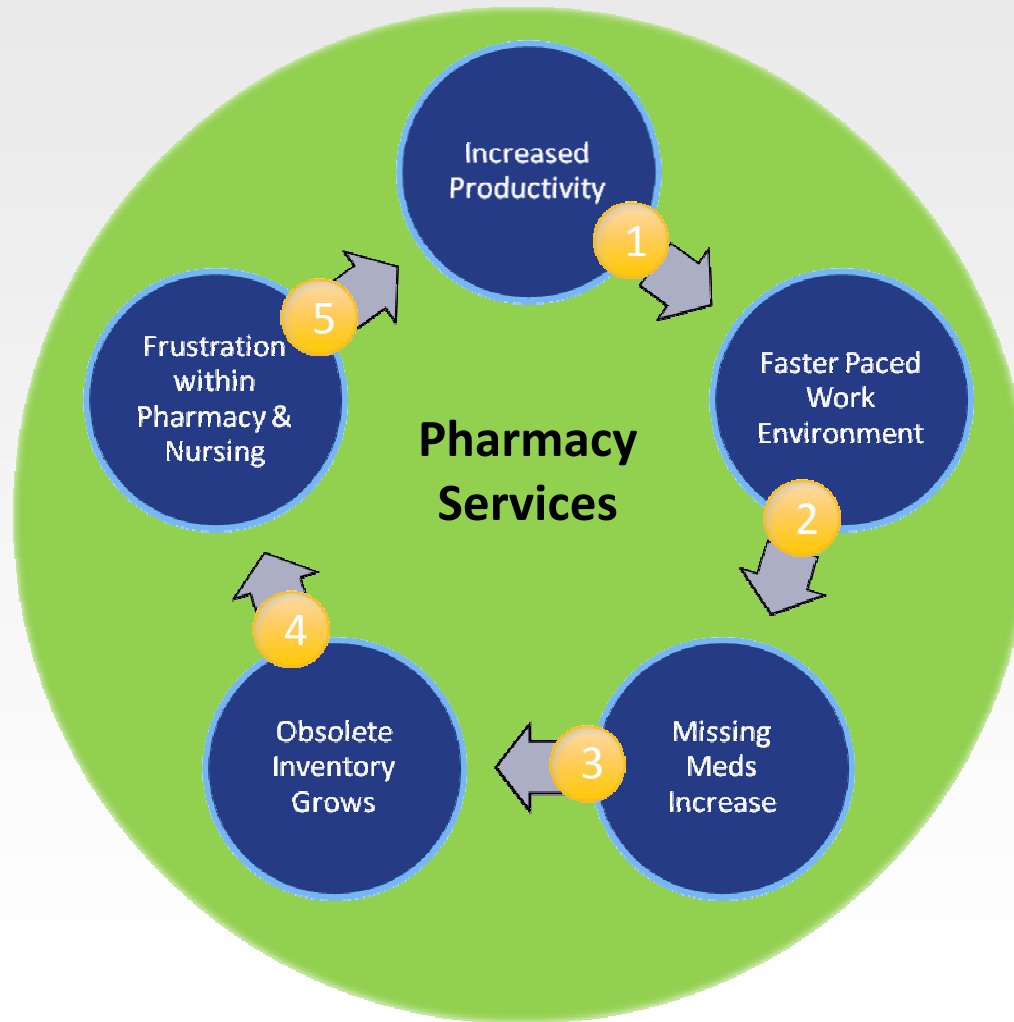 Increased
Productivity
1
Faster Paced
Work
Environment
2
Missing
Meds
Increase
3
Obsolete
Inventory
Grows
4
Frustration
within
Pharmacy &
Nursing
5
Pharmacy
Services